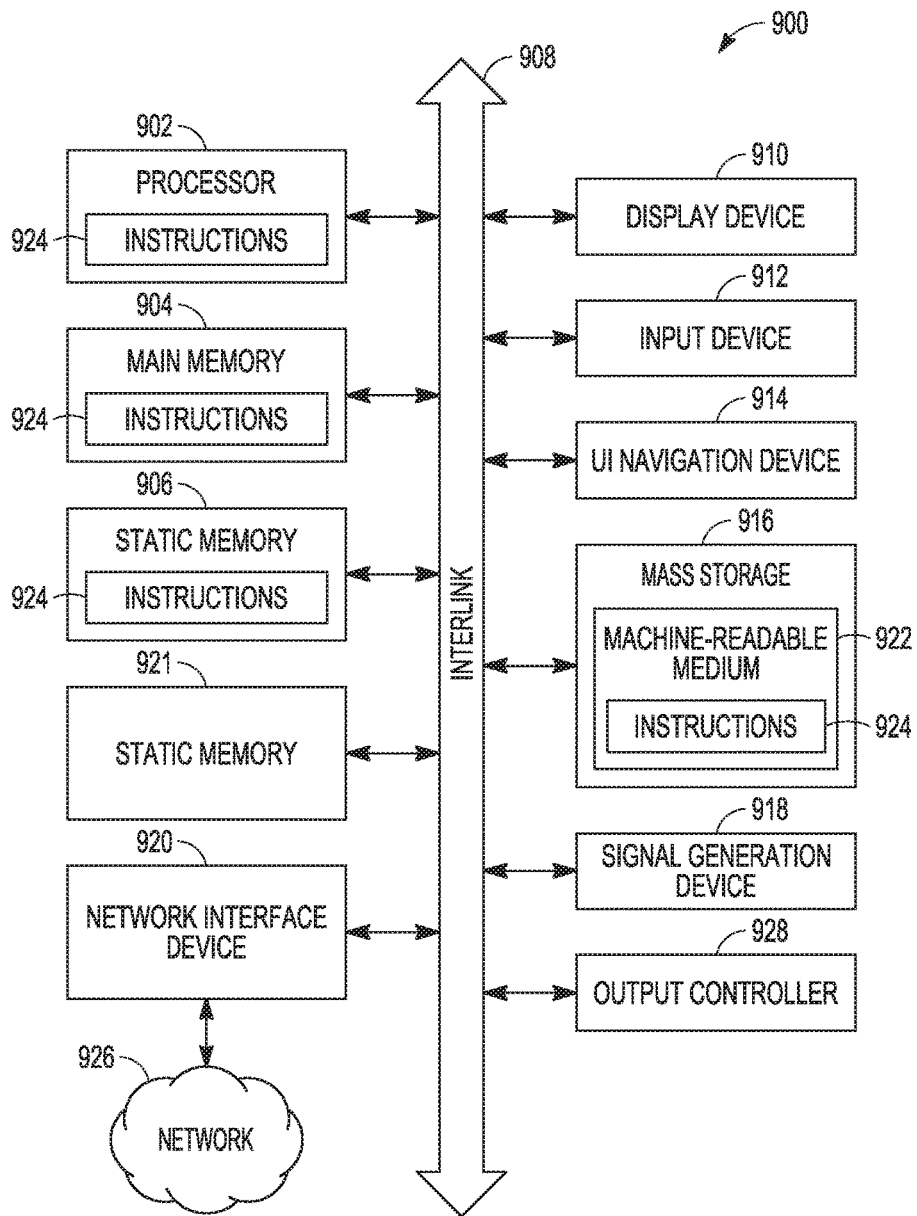 900
908
902
PROCESSOR
924
INSTRUCTIONS
904
MAIN MEMORY
924
INSTRUCTIONS
906
STATIC MEMORY
924
INSTRUCTIONS
921
STATIC MEMORY
920
NETWORK INTERFACE
DEVICE
926
NETWORK
INTERLINK
910
DISPLAY DEVICE
912
INPUT DEVICE
914
UI NAVIGATION DEVICE
916
MASS STORAGE
MACHINE-READABLE
MEDIUM
922
INSTRUCTIONS
924
918
SIGNAL GENERATION
DEVICE
928
OUTPUT CONTROLLER